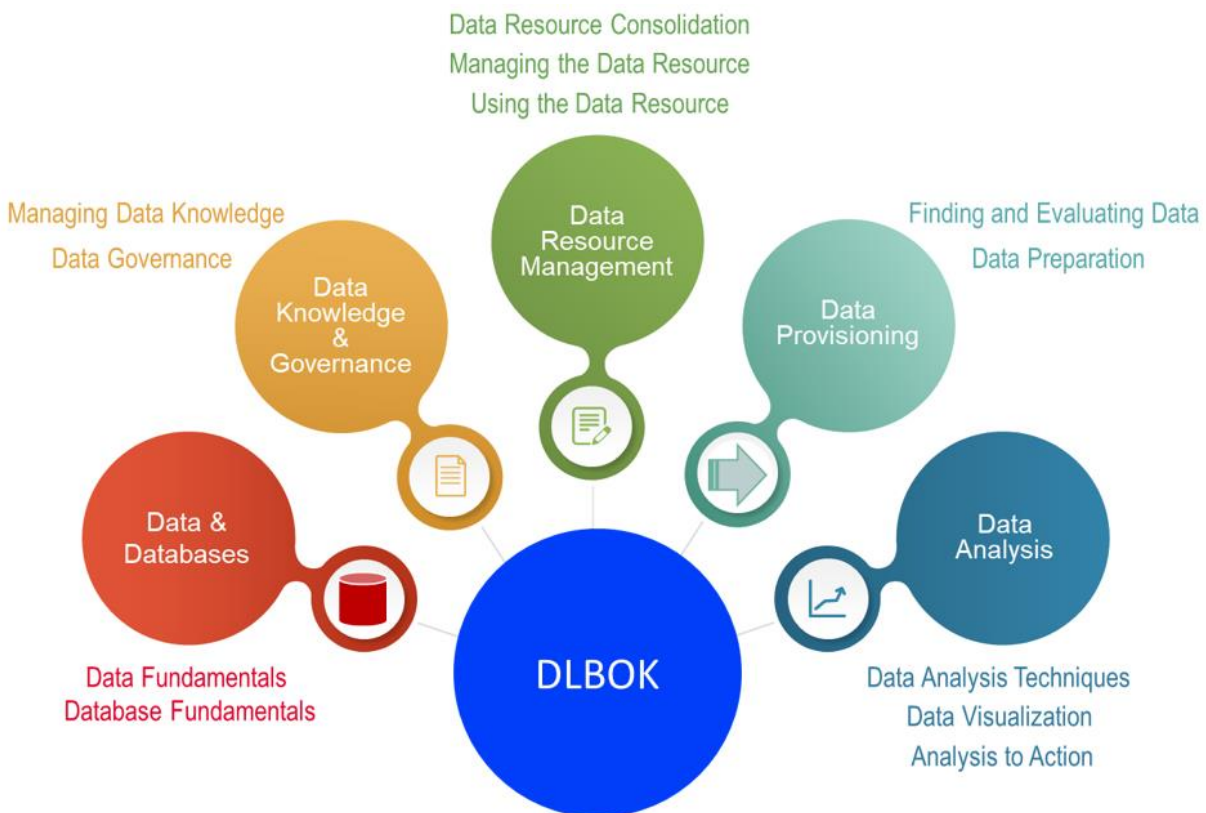 Data Resource Consolidation
Managing the Data Resource
Using the Data Resource
Data
Resource
Management
Managing Data Knowledge
Data Governance
Data
Knowledge
&
Governance
Finding and Evaluating Data
Data Preparation
Data
Provisioning
Data &
Databases
Data Fundamentals
Database Fundamentals
Data
Analysis
Data Analysis Techniques
Data Visualization
Analysis to Action
DLBOK